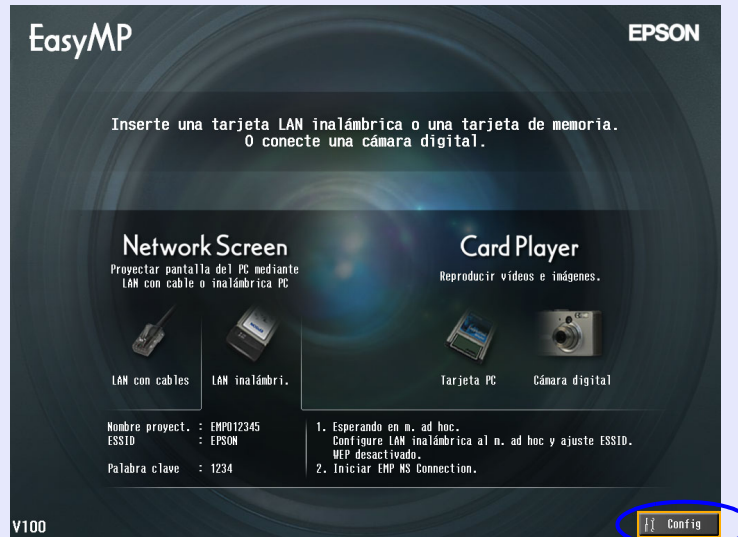 EasyMP
EPSON
Inserte una tarjeta LAN inalámbrica o una tarjeta de memoria.
O conecte una cámara digital.
Network Screen
Proyectar pantalla del PC mediante
LAN con cable o inalámbrica PC
LAN con cables
LAN inalámbri.
Card Player
Reproducir vídeos e imágenes.
Tarjeta PC
Cámara digital
Nombre proyect. : EMP012345
ESSID : EPSON
Palabra clave : 1234
1. Esperando en m. ad hoc.
Configure LAN inalámbrica al m. ad hoc y ajuste ESSID.
WEP desactivado.
2. Iniciar EMP NS Connection.
V100
Config